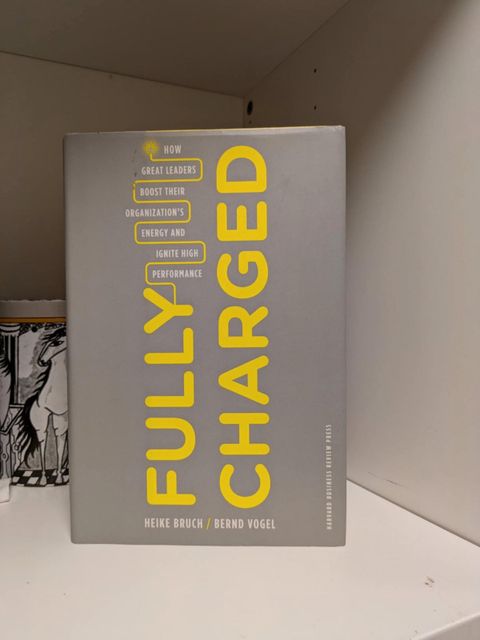 HOW
GREAT LEADERS
BOOST THEIR
ORGANIZATION'S
ENERGY AND
IGNITE HIGH
PERFORMANCE
FULLY
CHARGED
HEIKE BRUCH / BERND VOGEL
HARVARD BUSINESS REVIEW PRESS